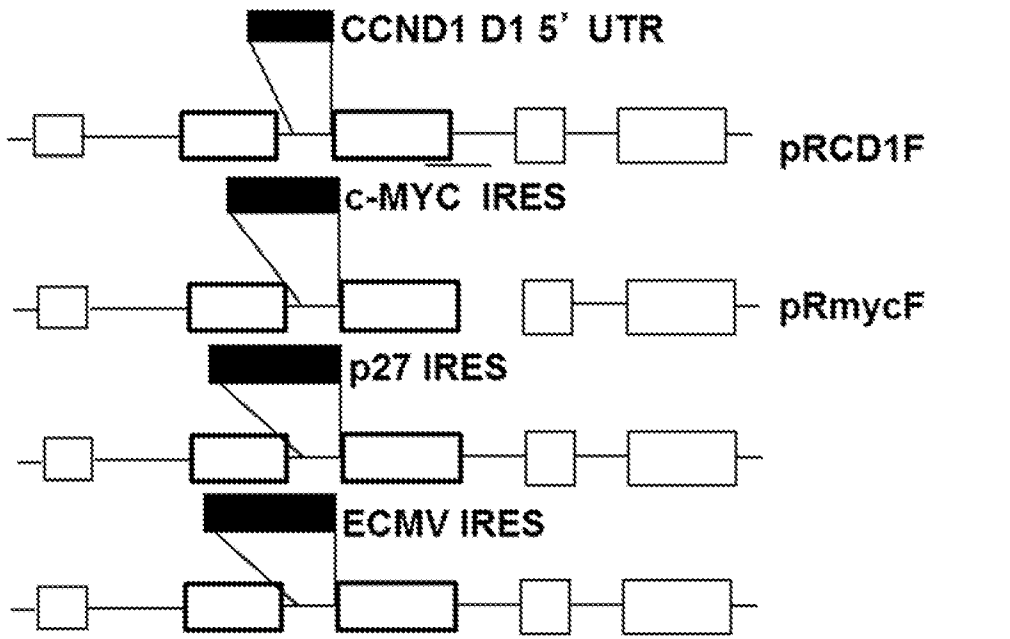 CCND1 D1 5’ UTR
pRCD1F
c-MYC IRES
pRmycF
p27 IRES
ECMV IRES